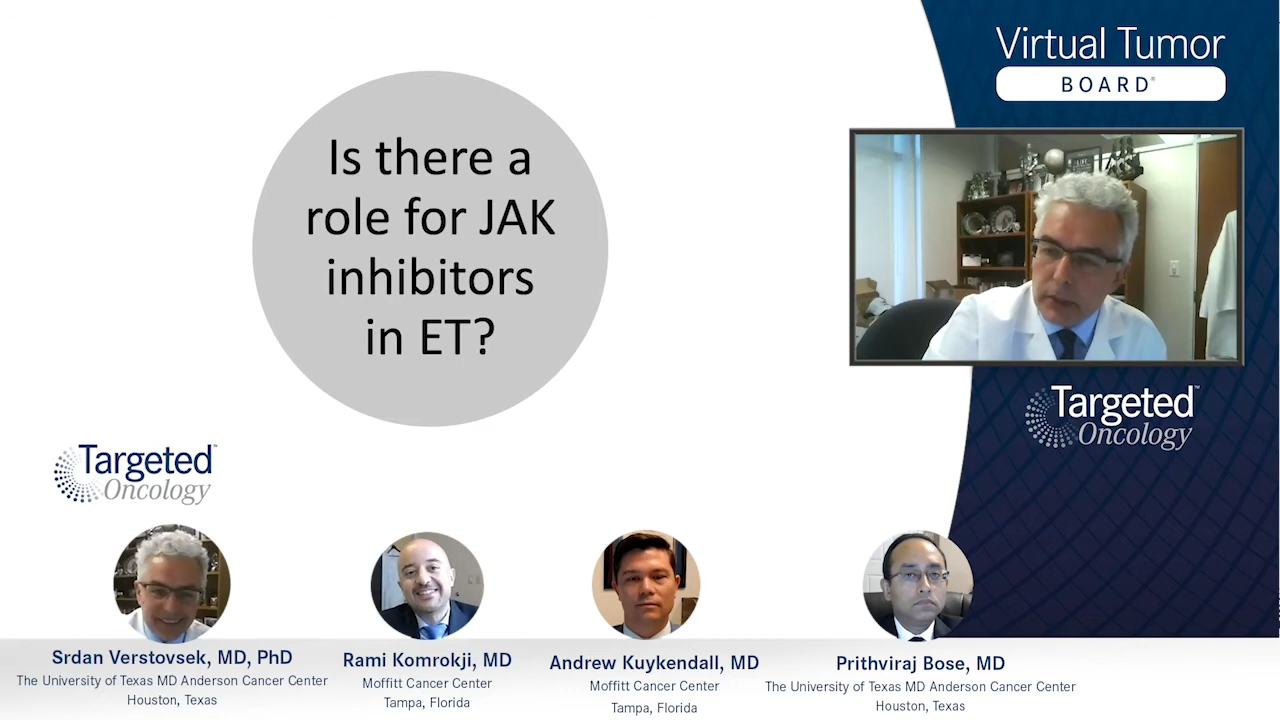 Is there a
role for JAK
inhibitors
in ET?
Virtual Tumor
BOARD®
Targeted™
Oncology
Targeted™
Oncology
Srdan Verstovsek, MD, PhD
The University of Texas MD Anderson Cancer Center
Houston, Texas
Rami Komrokji, MD
Moffitt Cancer Center
Tampa, Florida
Andrew Kuykendall, MD
Moffitt Cancer Center
Tampa, Florida
Prithviraj Bose, MD
The University of Texas MD Anderson Cancer Center
Houston, Texas